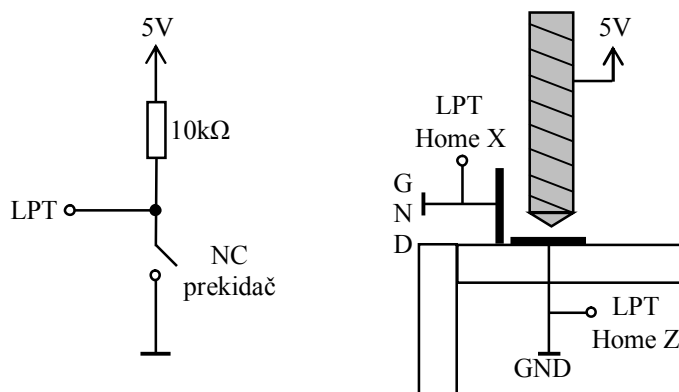 5V
10kΩ
LPT
NC
prekidač
5V
LPT
Home X
G
N
D
LPT
Home Z
GND